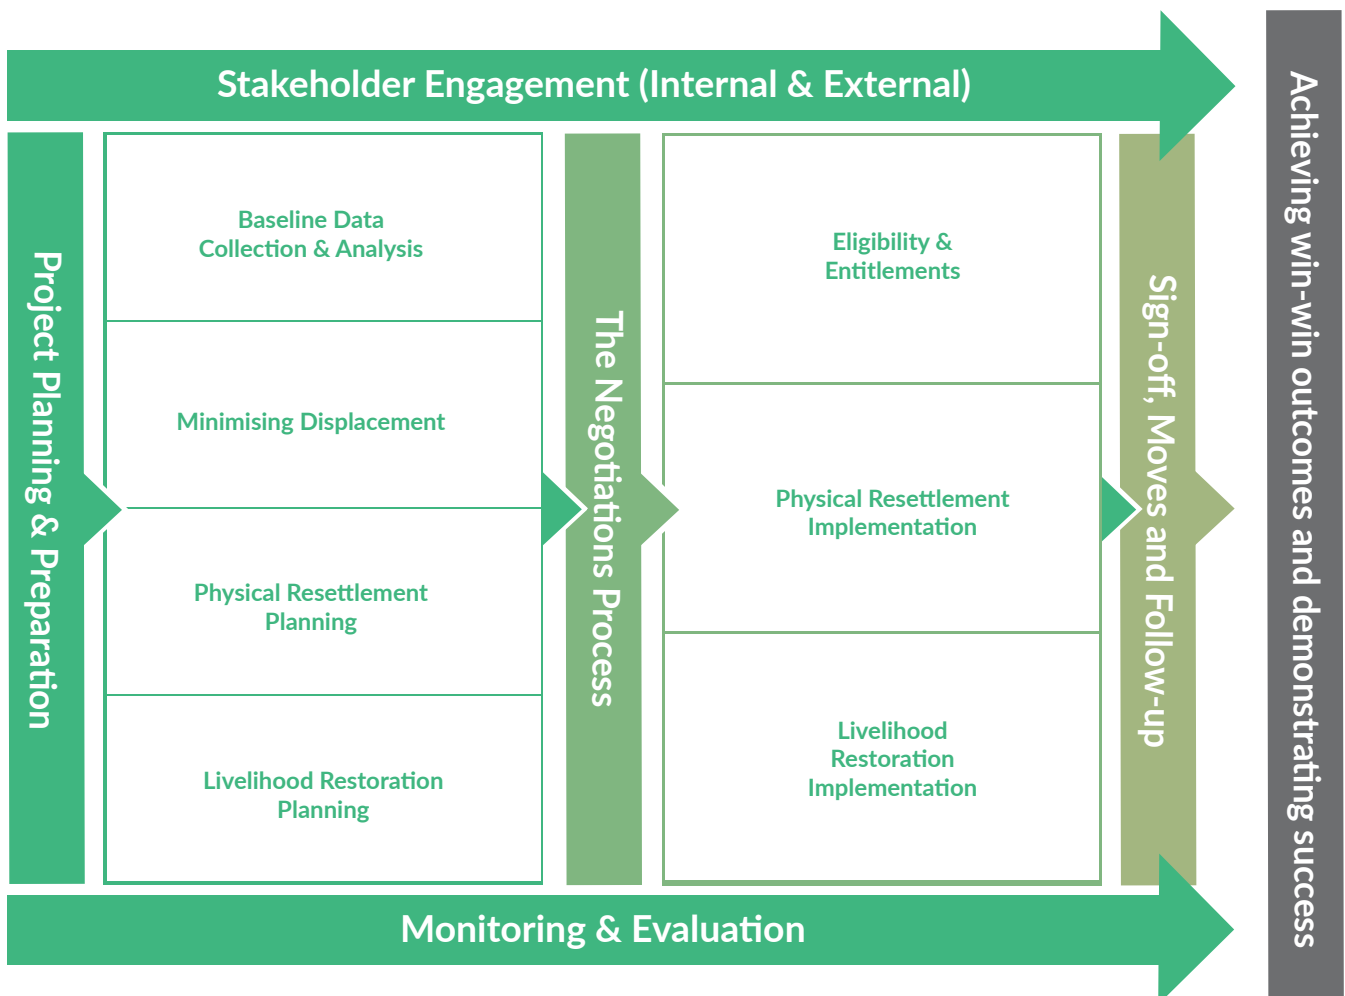 Stakeholder Engagement (Internal & External)
Project Planning & Preparation
Baseline Data
Collection & Analysis
Minimising Displacement
Physical Resettlement
Planning
Livelihood Restoration
Planning
The Negotiations Process
Eligibility &
Entitlements
Physical Resettlement
Implementation
Livelihood
Restoration
Implementation
Sign-off, Moves and Follow-up
Monitoring & Evaluation
Achieving win-win outcomes and demonstrating success